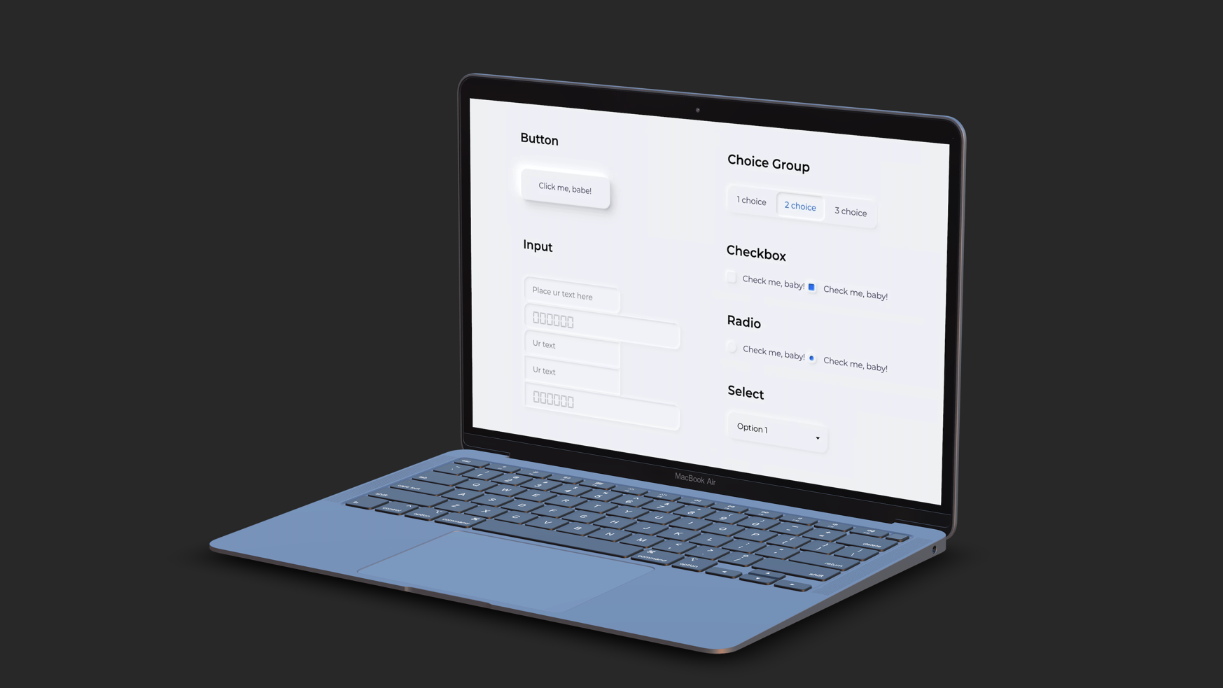 Button
Click me, babe!
Input
Place ur text here
Ur text
Ur text
Choice Group
1 choice
2 choice
3 choice
Checkbox
Check me, baby!
Check me, baby!
Radio
Check me, baby!
Check me, baby!
Select
Option 1
MacBook Air